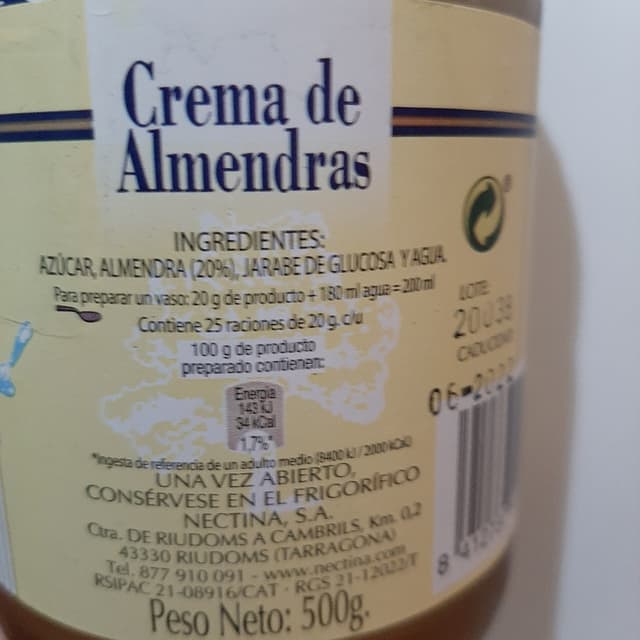 Crema de
Almendras
INGREDIENTES:
AZÚCAR, ALMENDRA (20%), JARABE DE GLUCOSA Y AGUA.
Para preparar un vaso: 20 g de producto + 180 ml agua = 200 ml
Contiene 25 raciones de 20 g. c/u
100 g de producto
preparado contienen:
Energía
143 KJ
34 kCal
1,7%*
*Ingesta de referencia de un adulto medio (8400 kJ / 2000 kCal)
UNA VEZ ABIERTO,
CONSÉRVESE EN EL FRIGORÍFICO
NECTINA, S.A.
Ctra. DE RIUDOMS A CAMBRILS, Km. 0,2
43330 RIUDOMS (TARRAGONA)
Tel. 877 910 091 - www.nectina.com
RSIPAC 21-08916/CAT - RGS 21-12022/T
Peso Neto: 500g.
®
LOTE:
CADUCIDAD